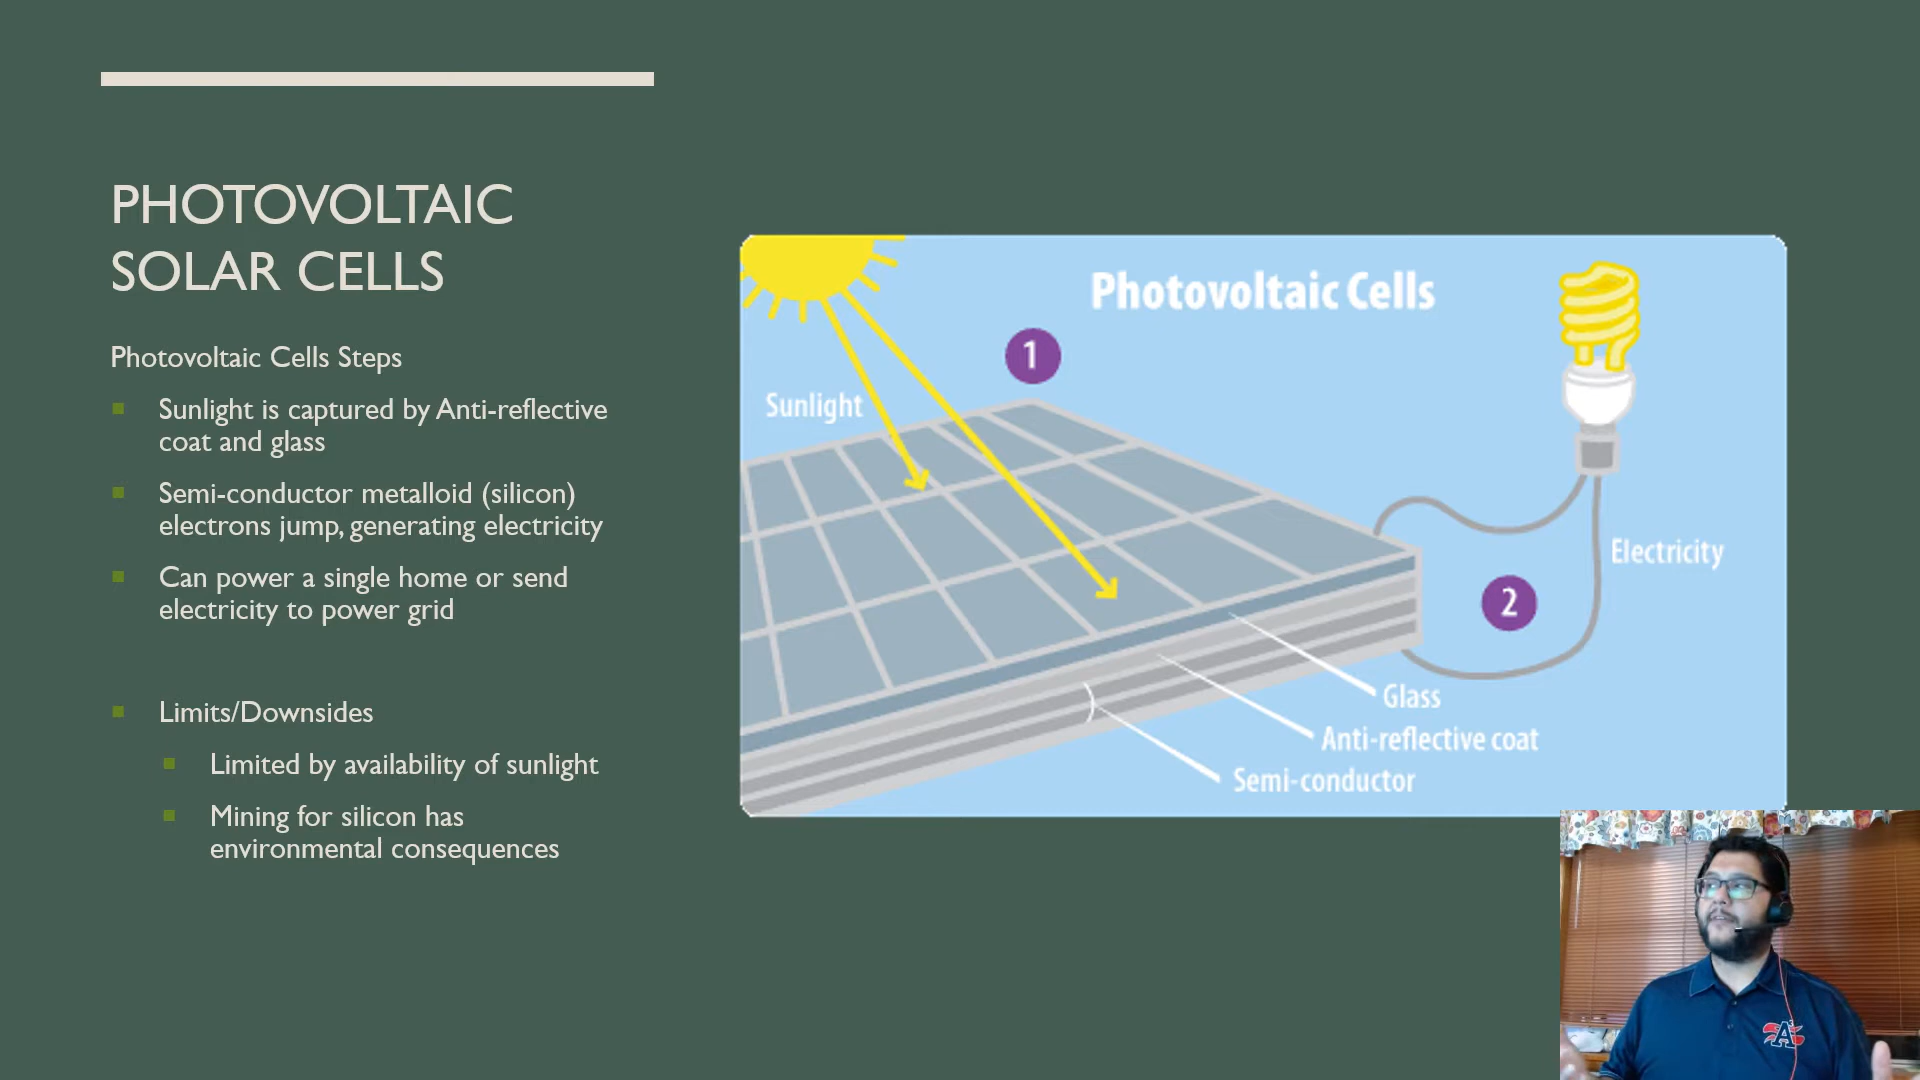 PHOTOVOLTAIC
SOLAR CELLS
Photovoltaic Cells Steps
Sunlight is captured by Anti-reflective
coat and glass
Semi-conductor metalloid (silicon)
electrons jump, generating electricity
Can power a single home or send
electricity to power grid
Limits/Downsides
Limited by availability of sunlight
Mining for silicon has
environmental consequences
Photovoltaic Cells
1
Sunlight
Electricity
2
Glass
Anti-reflective coat
Semi-conductor
A